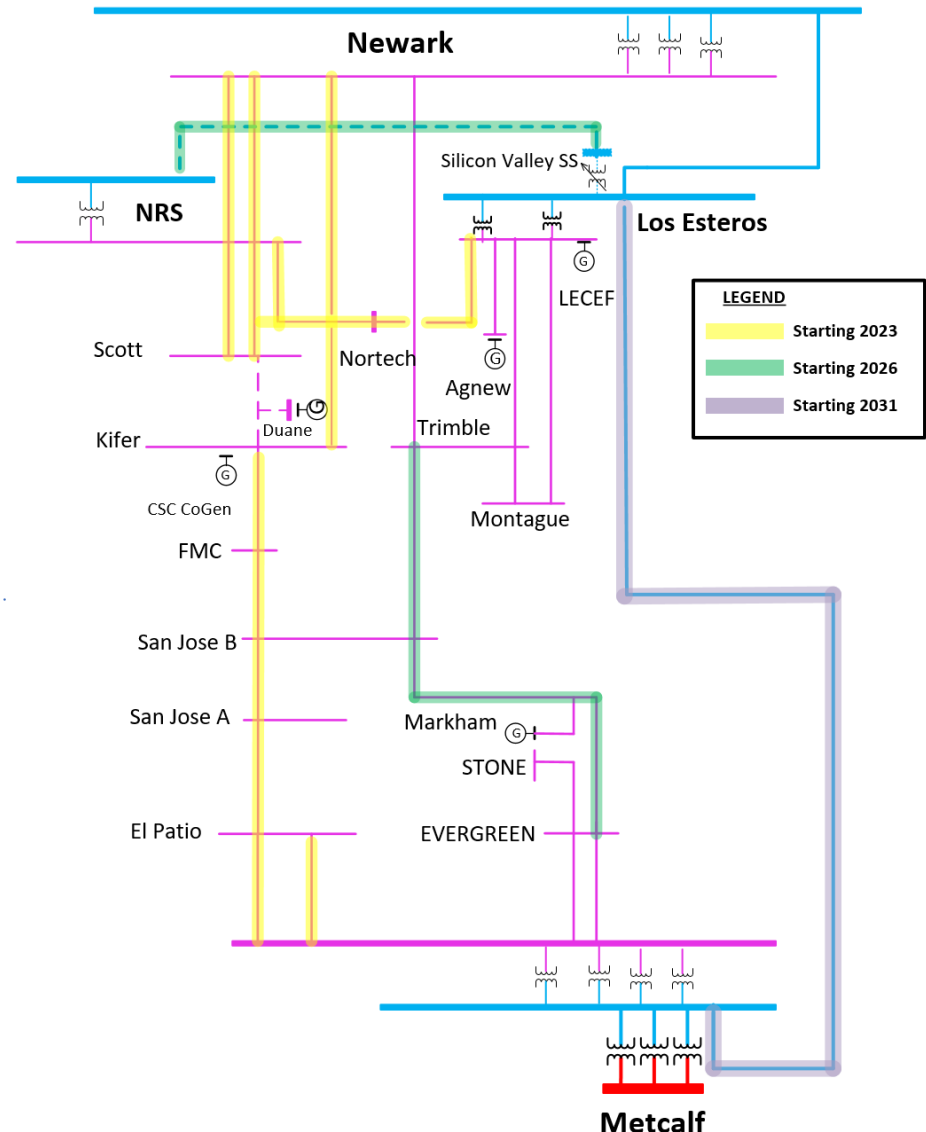 Newark
Silicon Valley SS
NRS
Los Esteros
G
LECEF
LEGEND
Starting 2023
Starting 2026
Starting 2031
Scott
Nortech
G
Agnew
G
Duane
Trimble
Kifer
G
CSC CoGen
Montague
FMC
San Jose B
San Jose A
Markham
G
STONE
El Patio
EVERGREEN
Metcalf